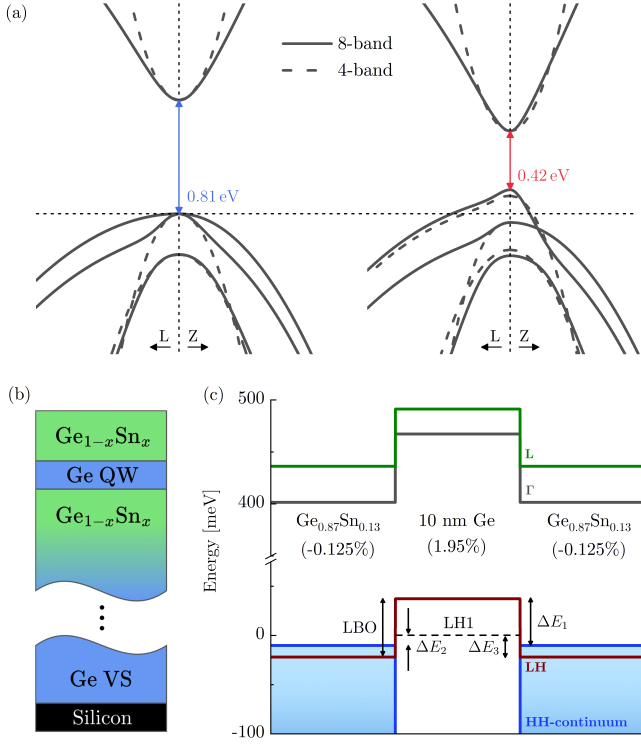 (a)
8-band
4-band
0.81 eV
0.42 eV
L Z
L Z
(b)
Ge₁₋ₓSnₓ
Ge QW
Ge₁₋ₓSnₓ
Ge VS
Silicon
(c)
Energy [meV]
500
400
0
-100
L
Γ
Ge₀.₈₇Sn₀.₁₃
(-0.125%)
10 nm Ge
(1.95%)
Ge₀.₈₇Sn₀.₁₃
(-0.125%)
LBO
LH1
ΔE₁
ΔE₂
ΔE₃
LH
HH-continuum